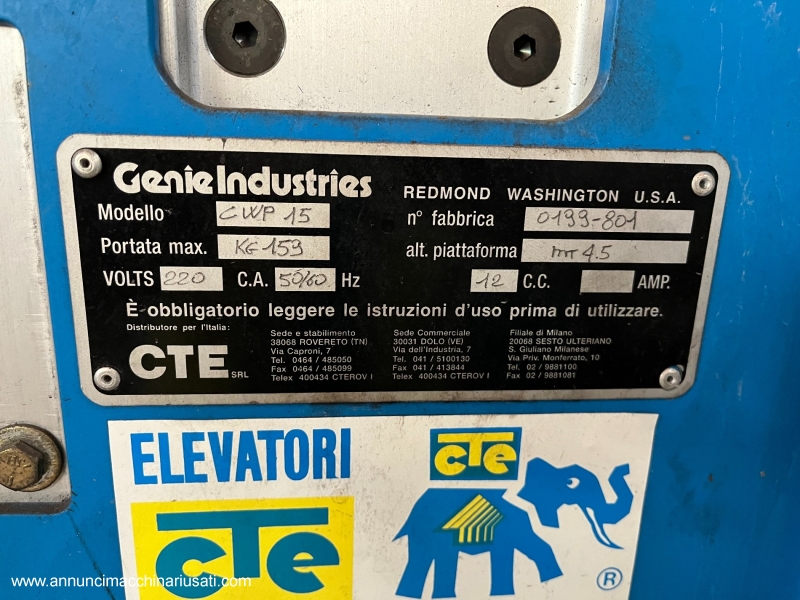 Genie Industries REDMOND WASHINGTON U.S.A.
Modello CWP 15 n° fabbrica 0199-801
Portata max. KG 159 alt. piattaforma mt 4.5
VOLTS 220 C.A. 50/60 Hz 12 C.C. AMP.
È obbligatorio leggere le istruzioni d'uso prima di utilizzare.
Distributore per l'Italia:
CTE SRL
Sede e stabilimento
38068 ROVERETO (TN)
Via Caproni, 7
Tel. 0464 / 485050
Fax 0464 / 485099
Telex 400434 CTEROV I
Sede Commerciale
30031 DOLO (VE)
Via dell'Industria, 7
Tel. 041 / 5100130
Fax 041 / 413844
Telex 400434 CTEROV I
Filiale di Milano
20068 SESTO ULTERIANO
S. Giuliano Milanese
Via Priv. Monferrato, 10
Tel. 02 / 9881100
Fax 02 / 9881081
ELEVATORI
cTe
cTe
®
www.annuncimacchinariusati.com